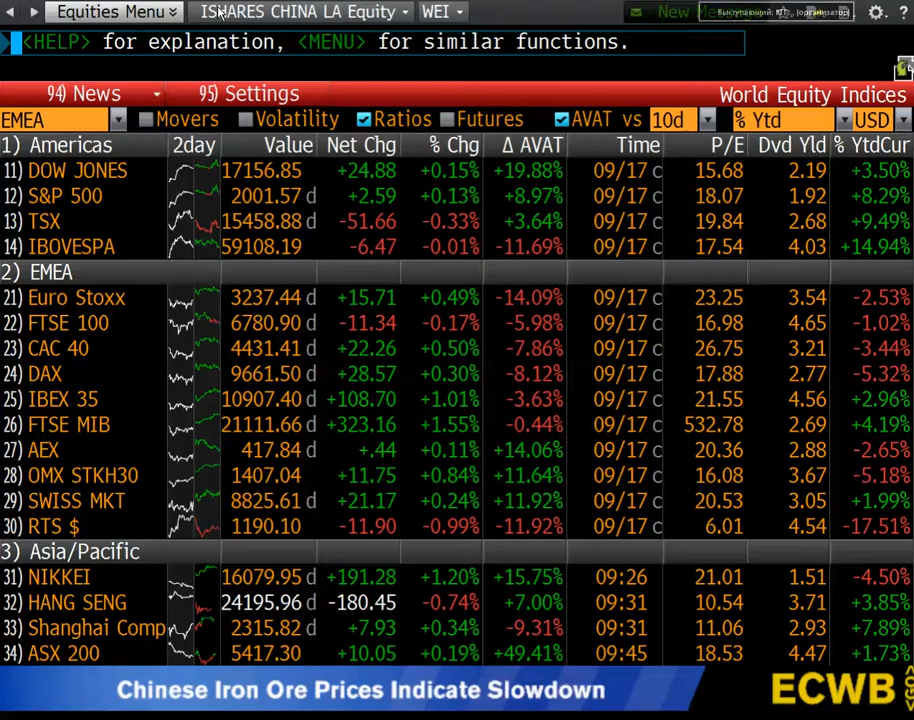 Equities Menu ISHARES CHINA LA Equity WEI New Выступающий: (организатор) ?
<HELP> for explanation, <MENU> for similar functions.
94) News 95) Settings World Equity Indices
EMEA Movers Volatility Ratios Futures AVAT vs 10d % Ytd USD
1) Americas 2day Value Net Chg % Chg Δ AVAT Time P/E Dvd Yld % YtdCur
11) DOW JONES 17156.85 +24.88 +0.15% +19.88% 09/17 c 15.68 2.19 +3.50%
12) S&P 500 2001.57 d +2.59 +0.13% +8.97% 09/17 c 18.07 1.92 +8.29%
13) TSX 15458.88 d -51.66 -0.33% +3.64% 09/17 c 19.84 2.68 +9.49%
14) IBOVESPA 59108.19 -6.47 -0.01% -11.69% 09/17 c 17.54 4.03 +14.94%
2) EMEA
21) Euro Stoxx 3237.44 d +15.71 +0.49% -14.09% 09/17 c 23.25 3.54 -2.53%
22) FTSE 100 6780.90 d -11.34 -0.17% -5.98% 09/17 c 16.98 4.65 -1.02%
23) CAC 40 4431.41 d +22.26 +0.50% -7.86% 09/17 c 26.75 3.21 -3.44%
24) DAX 9661.50 d +28.57 +0.30% -8.12% 09/17 c 17.88 2.77 -5.32%
25) IBEX 35 10907.40 d +108.70 +1.01% -3.63% 09/17 c 21.55 4.56 +2.96%
26) FTSE MIB 21111.66 d +323.16 +1.55% -0.44% 09/17 c 532.78 2.69 +4.19%
27) AEX 417.84 d +.44 +0.11% +14.06% 09/17 c 20.36 2.88 -2.65%
28) OMX STKH30 1407.04 +11.75 +0.84% +11.64% 09/17 c 16.08 3.67 -5.18%
29) SWISS MKT 8825.61 d +21.17 +0.24% +11.92% 09/17 c 20.53 3.05 +1.99%
30) RTS $ 1190.10 -11.90 -0.99% -11.92% 09/17 c 6.01 4.54 -17.51%
3) Asia/Pacific
31) NIKKEI 16079.95 d +191.28 +1.20% +15.75% 09:26 21.01 1.51 -4.50%
32) HANG SENG 24195.96 d -180.45 -0.74% +7.00% 09:31 10.54 3.71 +3.85%
33) Shanghai Comp 2315.82 d +7.93 +0.34% -9.31% 09:31 11.06 2.93 +7.89%
34) ASX 200 5417.30 +10.05 +0.19% +49.41% 09:45 18.53 4.47 +1.73%
Chinese Iron Ore Prices Indicate Slowdown ECWB